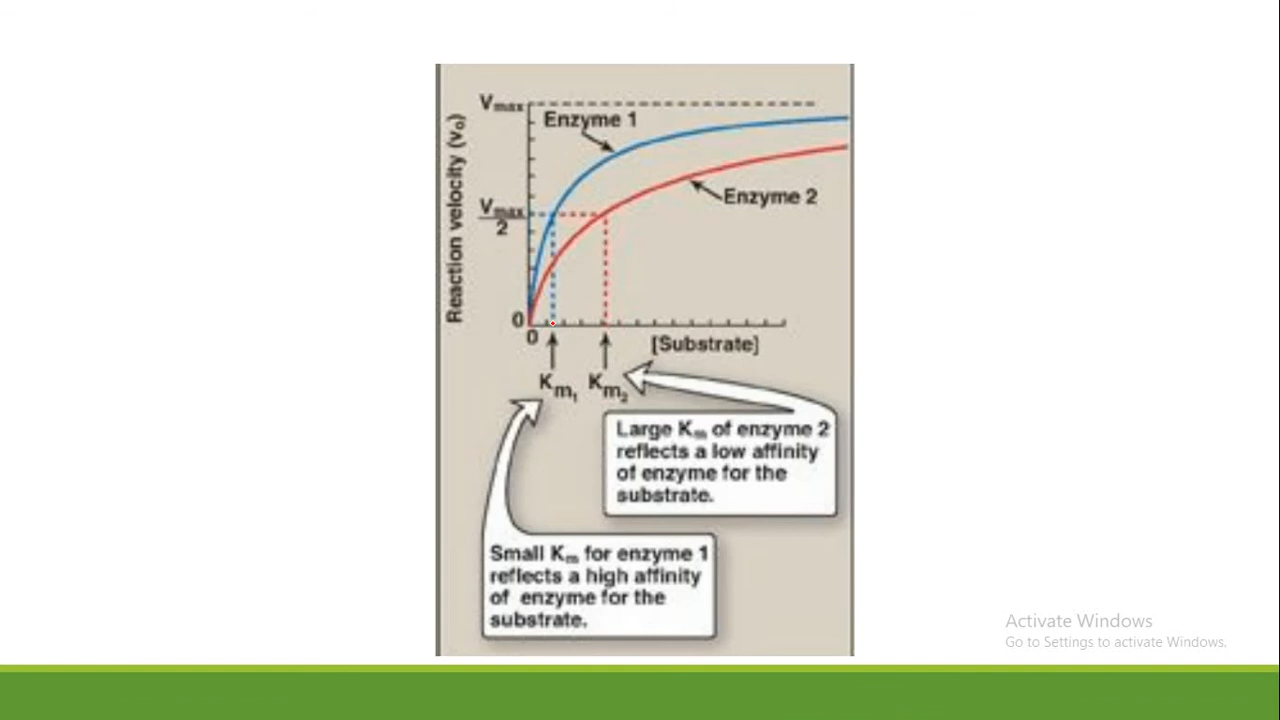 Vmax
Enzyme 1
Reaction velocity (vo)
Enzyme 2
Vmax
2
0
0
[Substrate]
Km1
Km2
Large Km of enzyme 2
reflects a low affinity
of enzyme for the
substrate.
Small Km for enzyme 1
reflects a high affinity
of enzyme for the
substrate.
Activate Windows
Go to Settings to activate Windows.